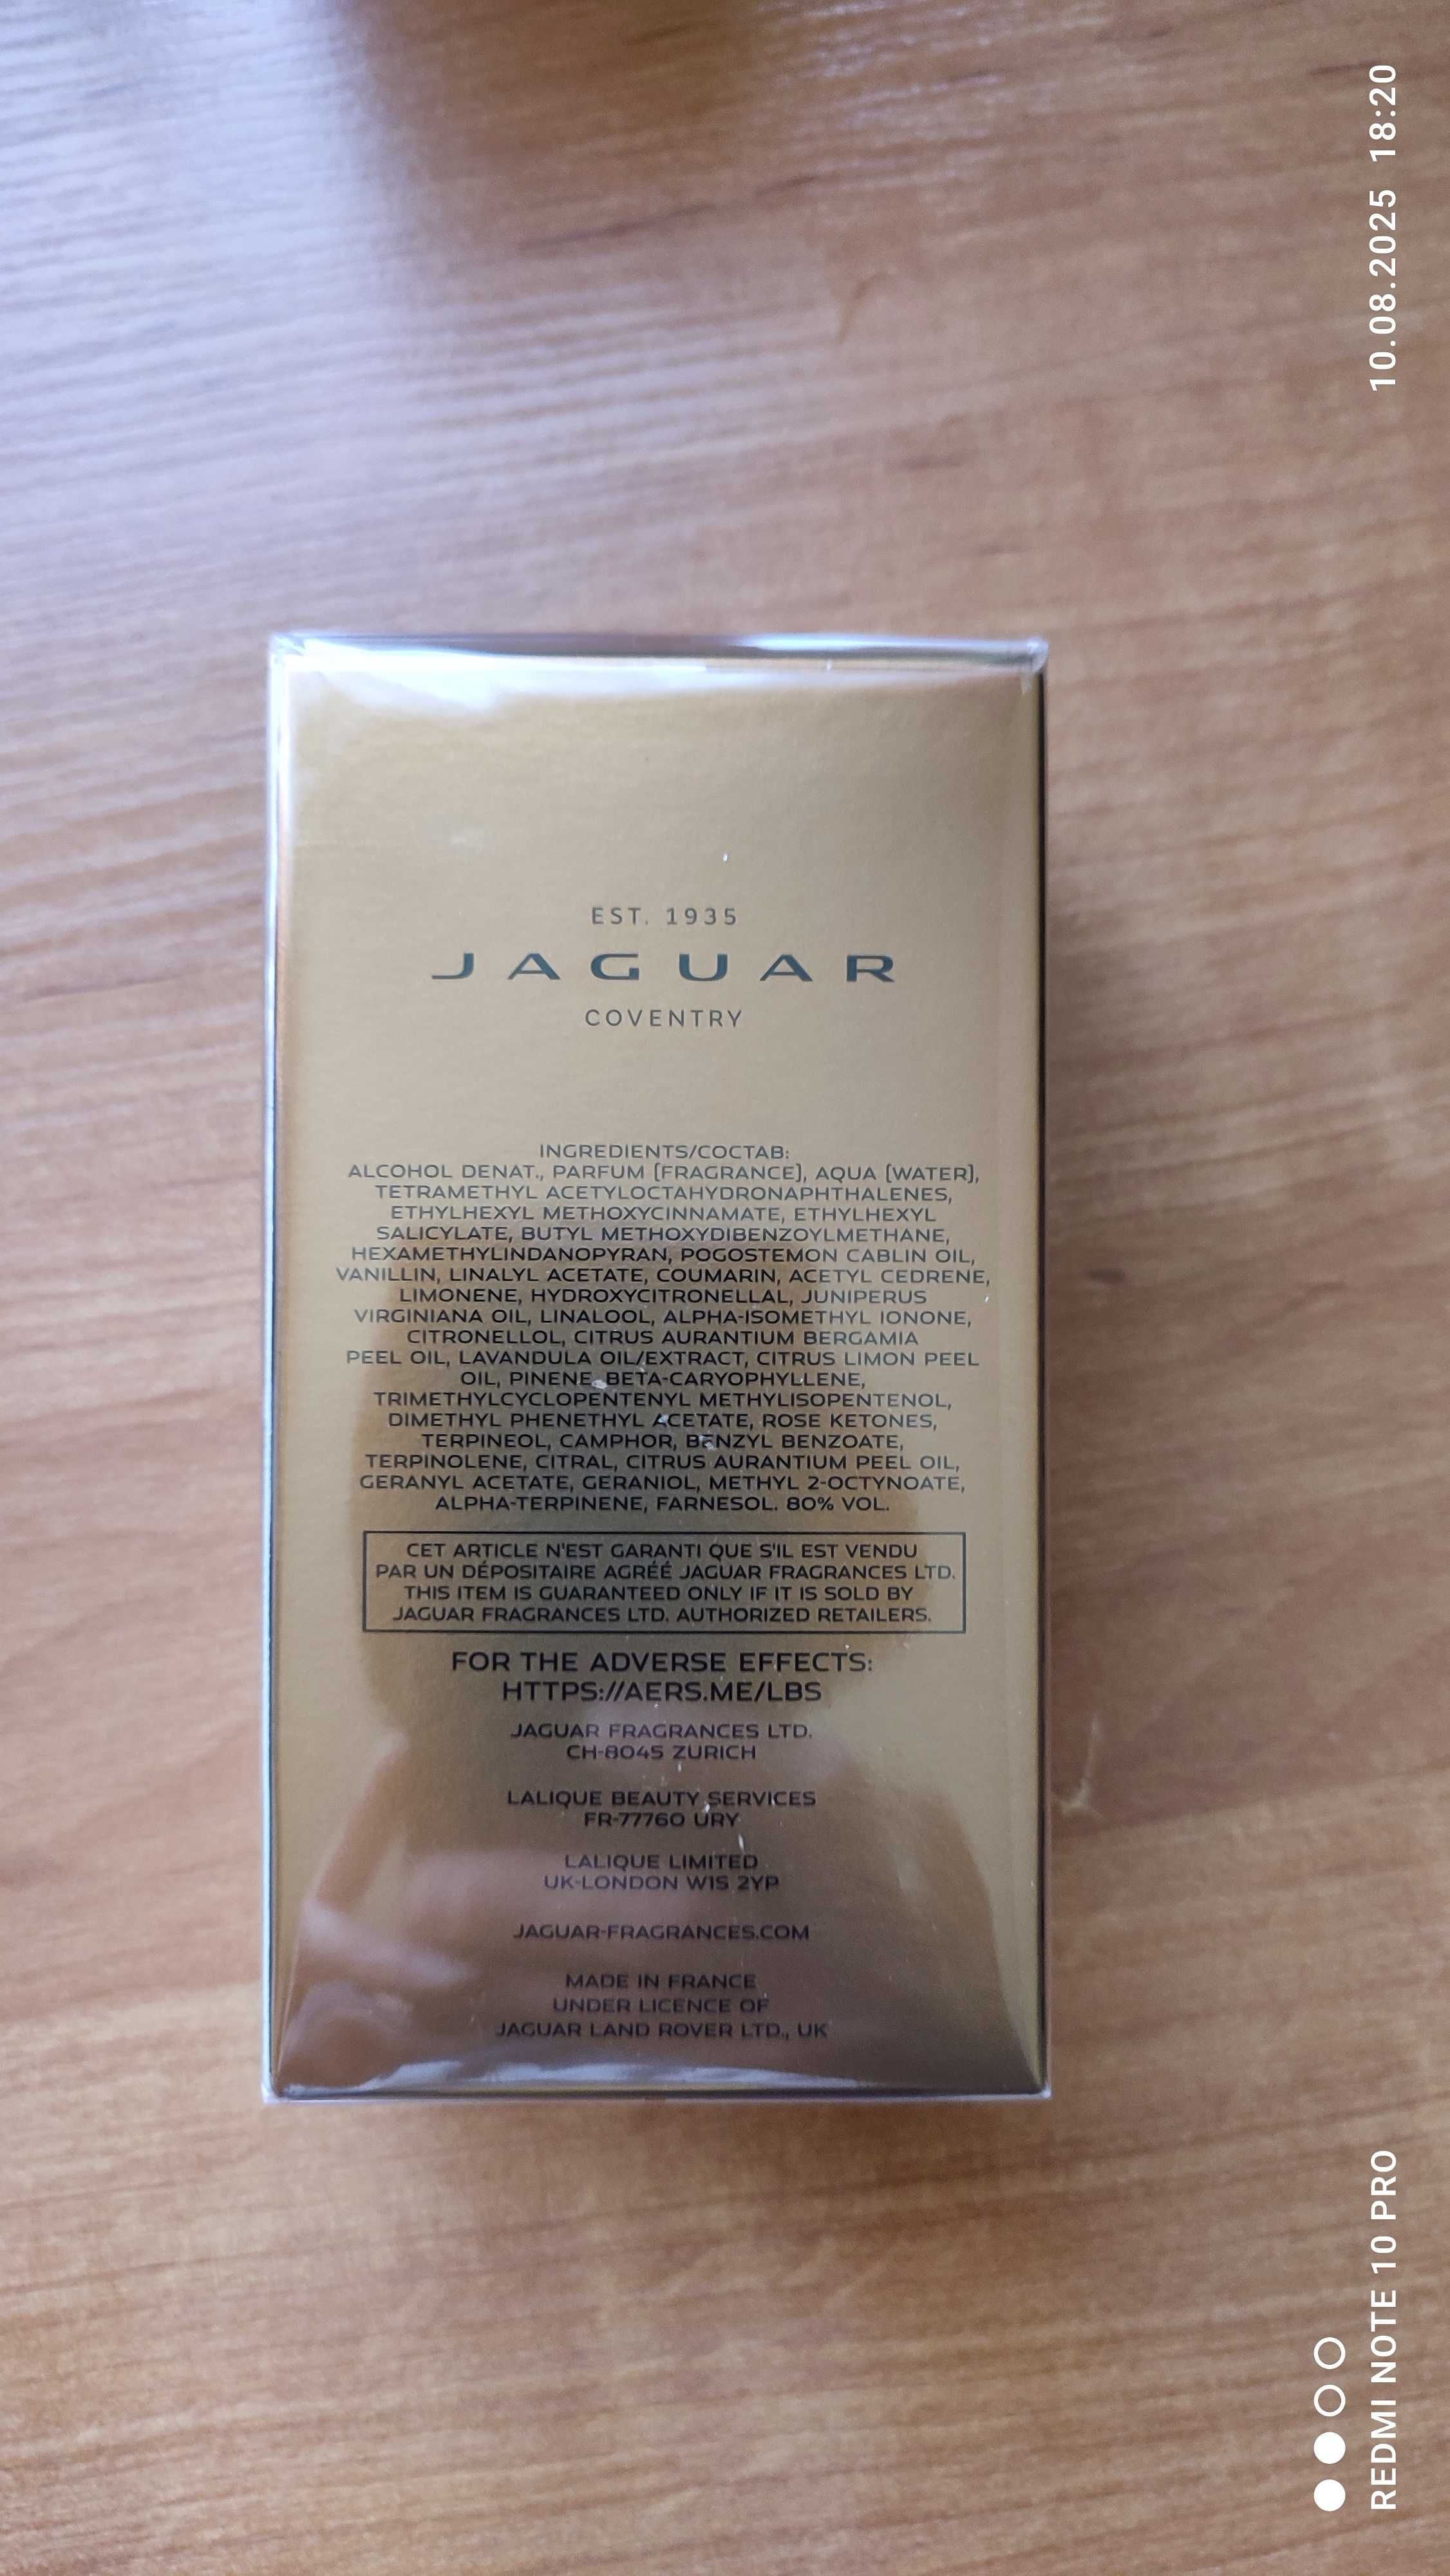 EST. 1935
JAGUAR
COVENTRY
INGREDIENTS/СОСТАВ:
ALCOHOL DENAT., PARFUM (FRAGRANCE), AQUA (WATER),
TETRAMETHYL ACETYLOCTAHYDRONAPHTHALENES,
ETHYLHEXYL METHOXYCINNAMATE, ETHYLHEXYL
SALICYLATE, BUTYL METHOXYDIBENZOYLMETHANE,
HEXAMETHYLINDANOPYRAN, POGOSTEMON CABLIN OIL,
VANILLIN, LINALYL ACETATE, COUMARIN, ACETYL CEDRENE,
LIMONENE, HYDROXYCITRONELLAL, JUNIPERUS
VIRGINIANA OIL, LINALOOL, ALPHA-ISOMETHYL IONONE,
CITRONELLOL, CITRUS AURANTIUM BERGAMIA
PEEL OIL, LAVANDULA OIL/EXTRACT, CITRUS LIMON PEEL
OIL, PINENE, BETA-CARYOPHYLLENE,
TRIMETHYLCYCLOPENTENYL METHYLISOPENTENOL,
DIMETHYL PHENETHYL ACETATE, ROSE KETONES,
TERPINEOL, CAMPHOR, BENZYL BENZOATE,
TERPINOLENE, CITRAL, CITRUS AURANTIUM PEEL OIL,
GERANYL ACETATE, GERANIOL, METHYL 2-OCTYNOATE,
ALPHA-TERPINENE, FARNESOL. 80% VOL.
CET ARTICLE N'EST GARANTI QUE S'IL EST VENDU
PAR UN DÉPOSITAIRE AGRÉÉ JAGUAR FRAGRANCES LTD.
THIS ITEM IS GUARANTEED ONLY IF IT IS SOLD BY
JAGUAR FRAGRANCES LTD. AUTHORIZED RETAILERS.
FOR THE ADVERSE EFFECTS:
HTTPS://AERS.ME/LBS
JAGUAR FRAGRANCES LTD.
CH-8045 ZURICH
LALIQUE BEAUTY SERVICES
FR-77760 URY
LALIQUE LIMITED
UK-LONDON W1S 2YP
JAGUAR-FRAGRANCES.COM
MADE IN FRANCE
UNDER LICENCE OF
JAGUAR LAND ROVER LTD., UK
REDMI NOTE 10 PRO
10.08.2025 18:20